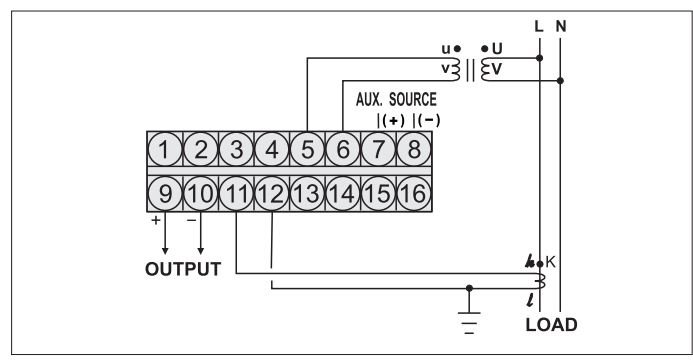 L N
u U
v V
AUX. SOURCE
(+) (−)
1 2 3 4 5 6 7 8
9 10 11 12 13 14 15 16
+ −
OUTPUT
k K
l
LOAD